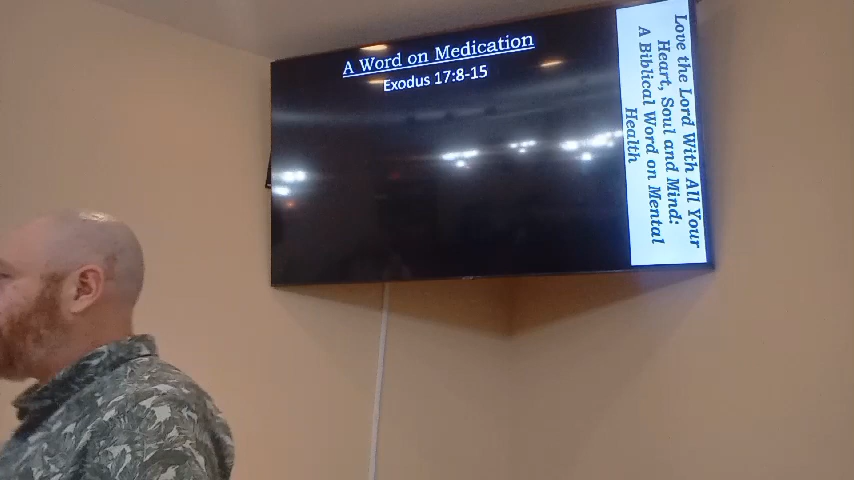 A Word on Medication
Exodus 17:8-15
Love the Lord With All Your
Heart, Soul and Mind:
A Biblical Word on Mental
Health